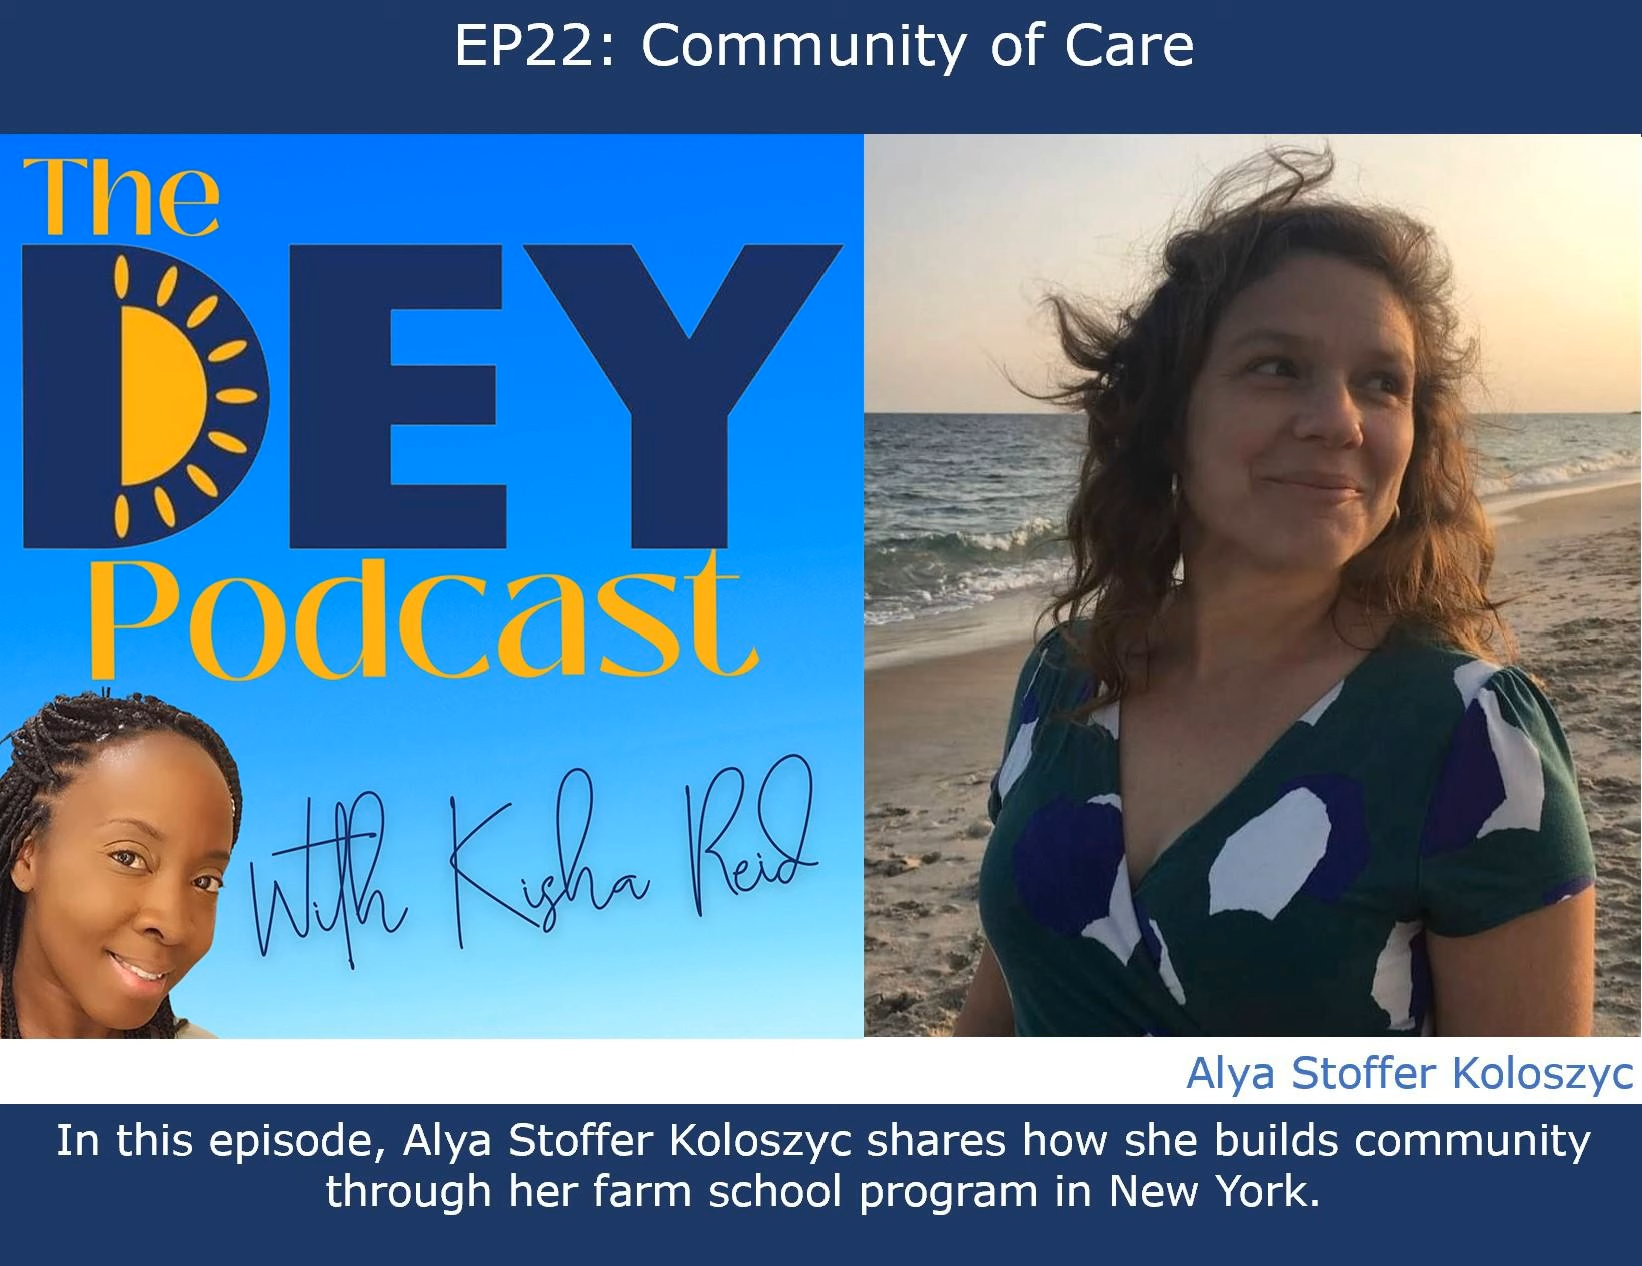 EP22: Community of Care
The
DEY
Podcast
With Kisha Reid
Alya Stoffer Koloszyc
In this episode, Alya Stoffer Koloszyc shares how she builds community
through her farm school program in New York.